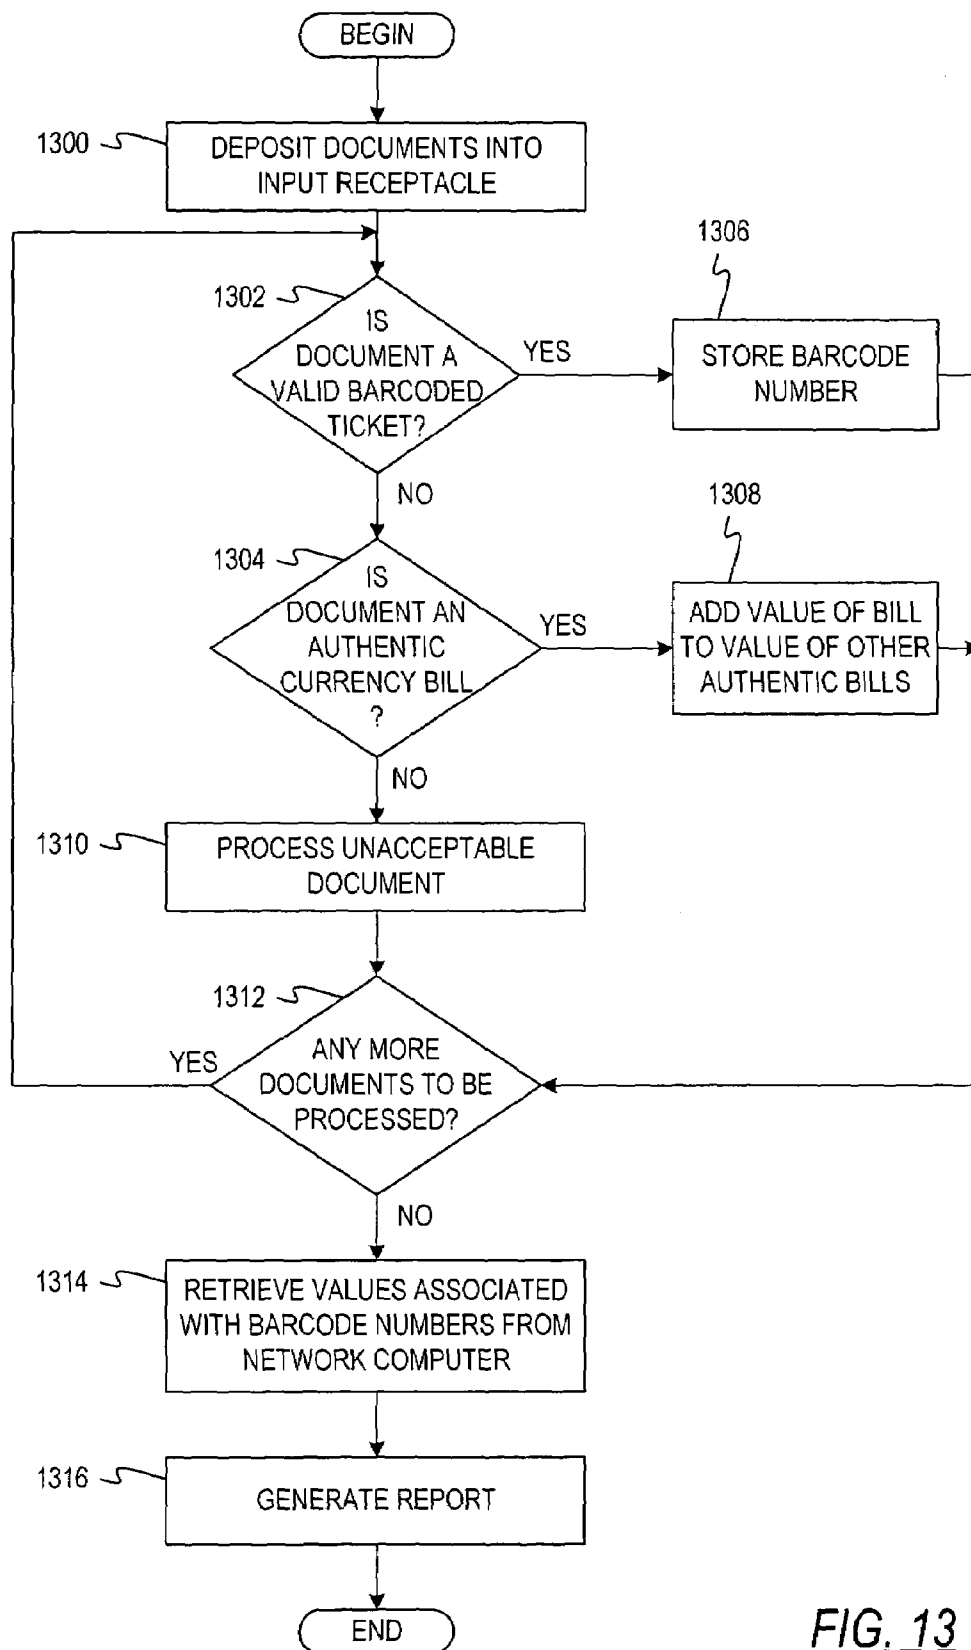 BEGIN
1300
DEPOSIT DOCUMENTS INTO
INPUT RECEPTACLE
1302
IS
DOCUMENT A
VALID BARCODED
TICKET?
YES
1306
STORE BARCODE
NUMBER
NO
1304
IS
DOCUMENT AN
AUTHENTIC
CURRENCY BILL
?
YES
1308
ADD VALUE OF BILL
TO VALUE OF OTHER
AUTHENTIC BILLS
NO
1310
PROCESS UNACCEPTABLE
DOCUMENT
1312
YES
ANY MORE
DOCUMENTS TO BE
PROCESSED?
NO
1314
RETRIEVE VALUES ASSOCIATED
WITH BARCODE NUMBERS FROM
NETWORK COMPUTER
1316
GENERATE REPORT
END
FIG. 13